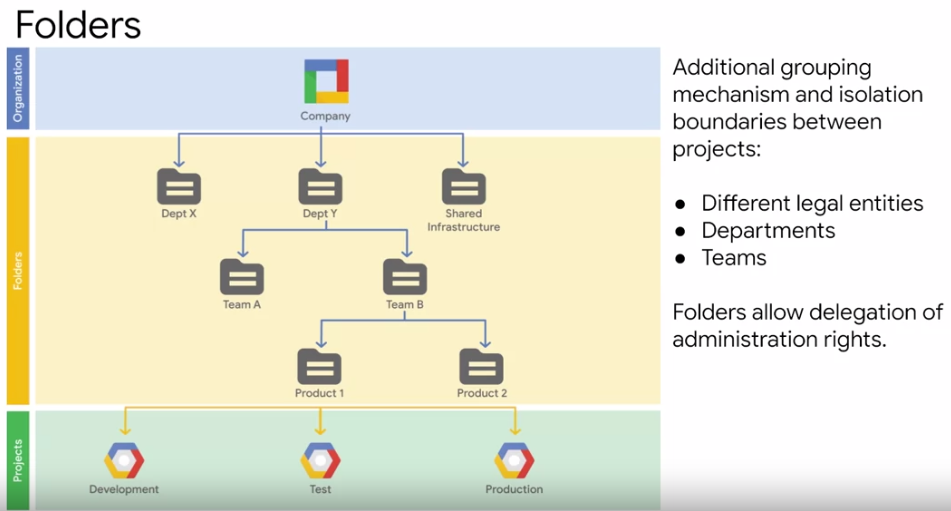 Folders
Organization
Company
Folders
Dept X
Dept Y
Shared
Infrastructure
Team A
Team B
Product 1
Product 2
Projects
Development
Test
Production
Additional grouping
mechanism and isolation
boundaries between
projects:
● Different legal entities
● Departments
● Teams
Folders allow delegation of
administration rights.